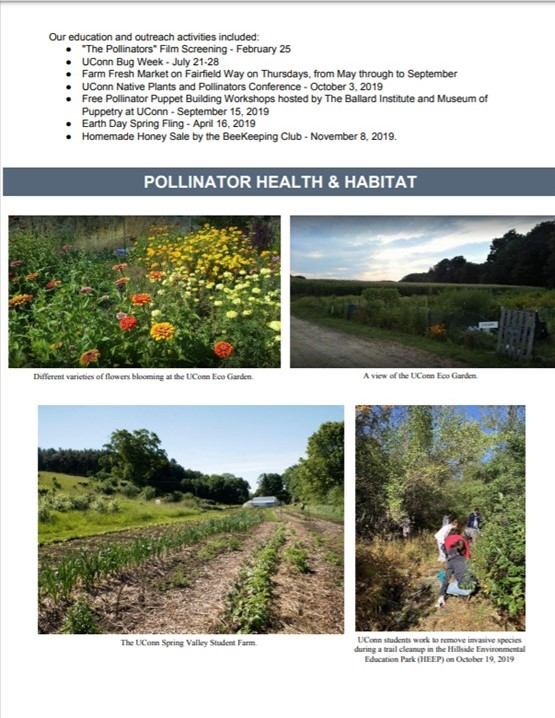 Our education and outreach activities included:
● "The Pollinators" Film Screening - February 25
● UConn Bug Week - July 21-28
● Farm Fresh Market on Fairfield Way on Thursdays, from May through to September
● UConn Native Plants and Pollinators Conference - October 3, 2019
● Free Pollinator Puppet Building Workshops hosted by The Ballard Institute and Museum of
Puppetry at UConn - September 15, 2019
● Earth Day Spring Fling - April 16, 2019
● Homemade Honey Sale by the BeeKeeping Club - November 8, 2019.
POLLINATOR HEALTH & HABITAT
Different varieties of flowers blooming at the UConn Eco Garden.
A view of the UConn Eco Garden.
The UConn Spring Valley Student Farm.
UConn students work to remove invasive species
during a trail cleanup in the Hillside Environmental
Education Park (HEEP) on October 19, 2019